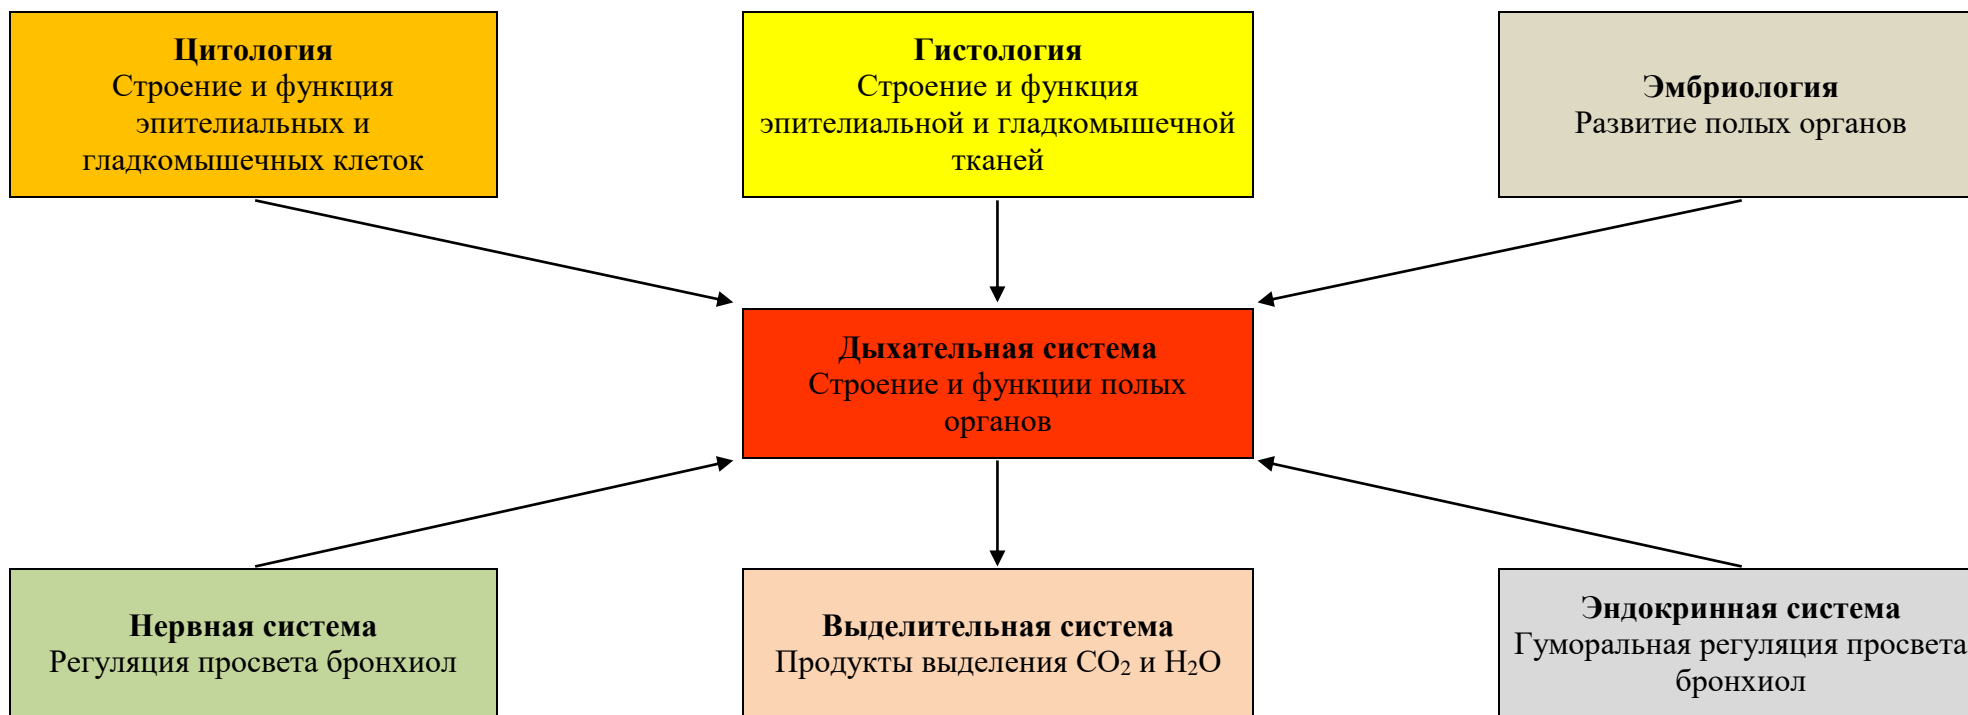 Цитология
Строение и функция
эпителиальных и
гладкомышечных клеток
Гистология
Строение и функция
эпителиальной и гладкомышечной
тканей
Эмбриология
Развитие полых органов
Дыхательная система
Строение и функции полых
органов
Нервная система
Регуляция просвета бронхиол
Выделительная система
Продукты выделения CO₂ и H₂O
Эндокринная система
Гуморальная регуляция просвета
бронхиол